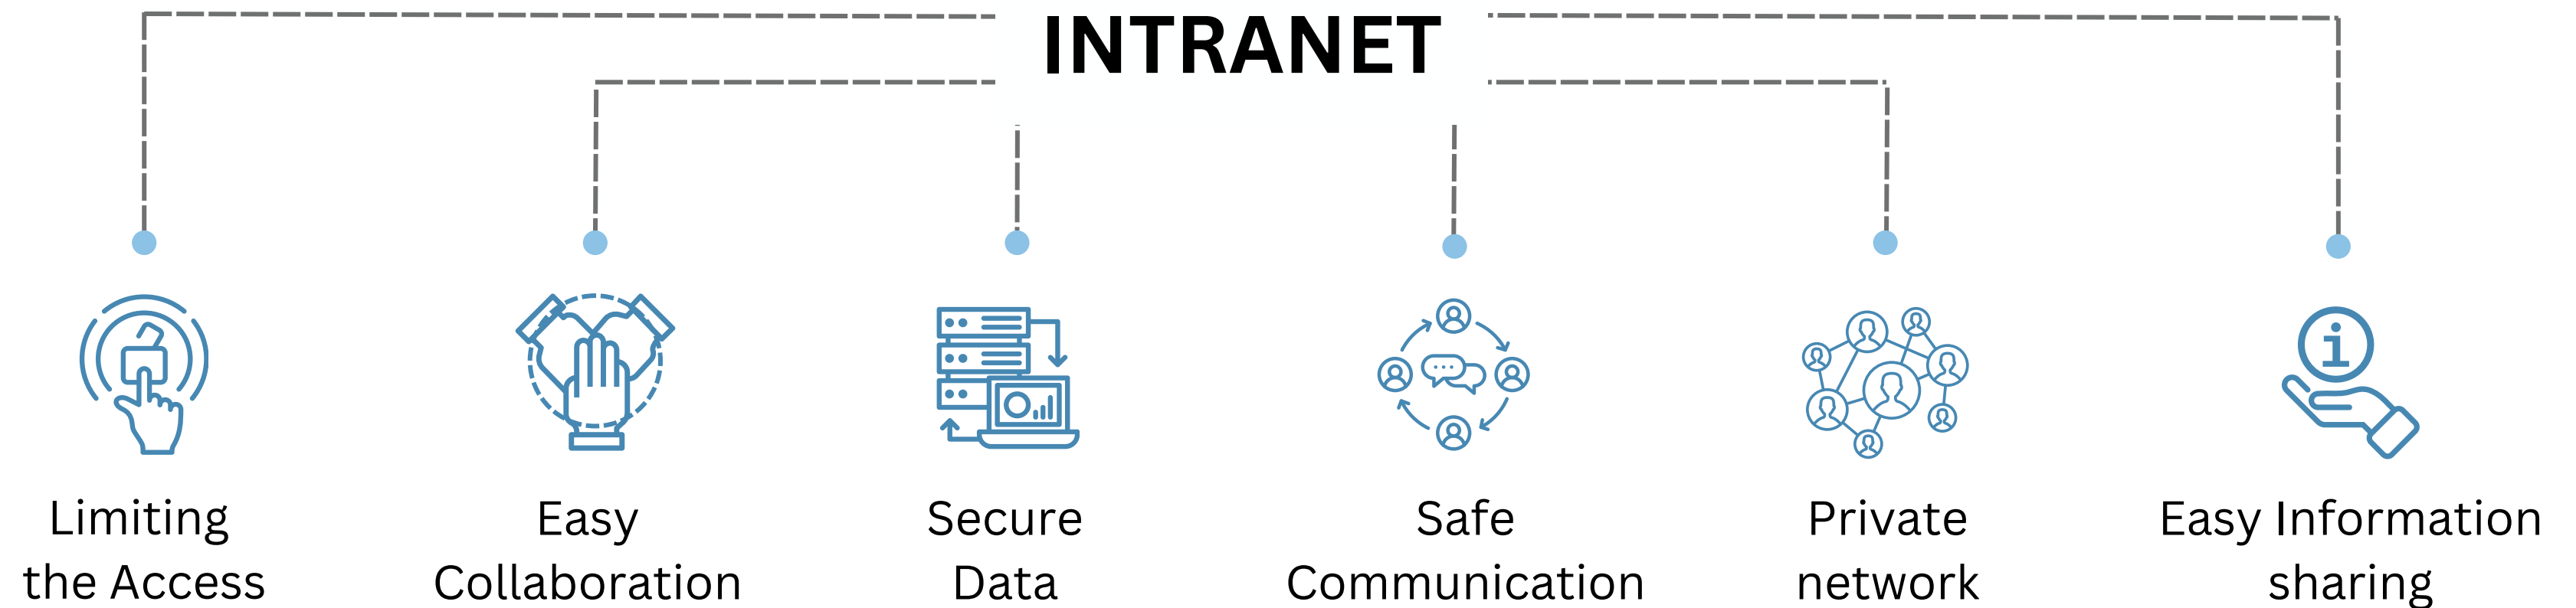 INTRANET
Limiting
the Access
Easy
Collaboration
Secure
Data
Safe
Communication
Private
network
Easy Information
sharing